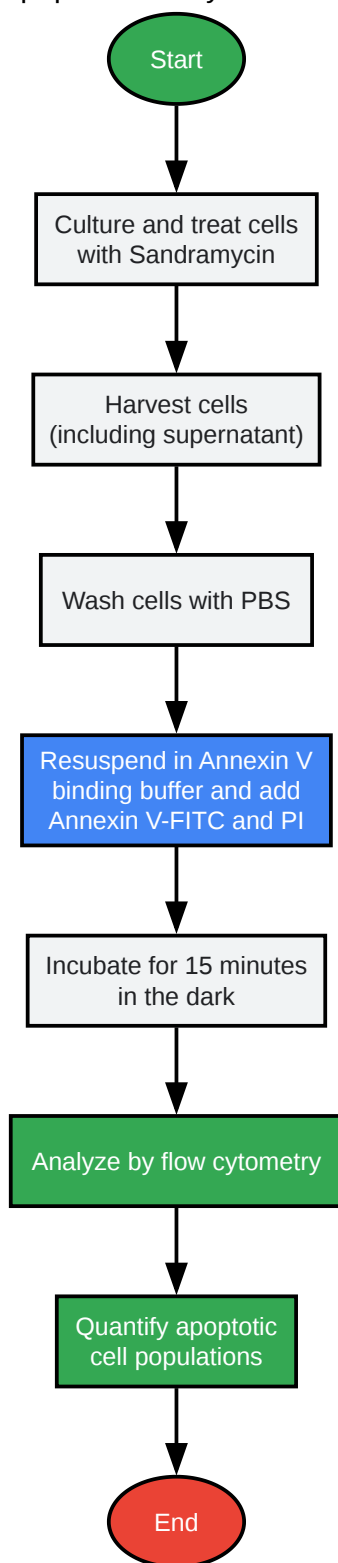 Start
Culture and treat cells
with Sandramycin
Harvest cells
(including supernatant)
Wash cells with PBS
Resuspend in Annexin V
binding buffer and add
Annexin V-FITC and PI
Incubate for 15 minutes
in the dark
Analyze by flow cytometry
Quantify apoptotic
cell populations
End